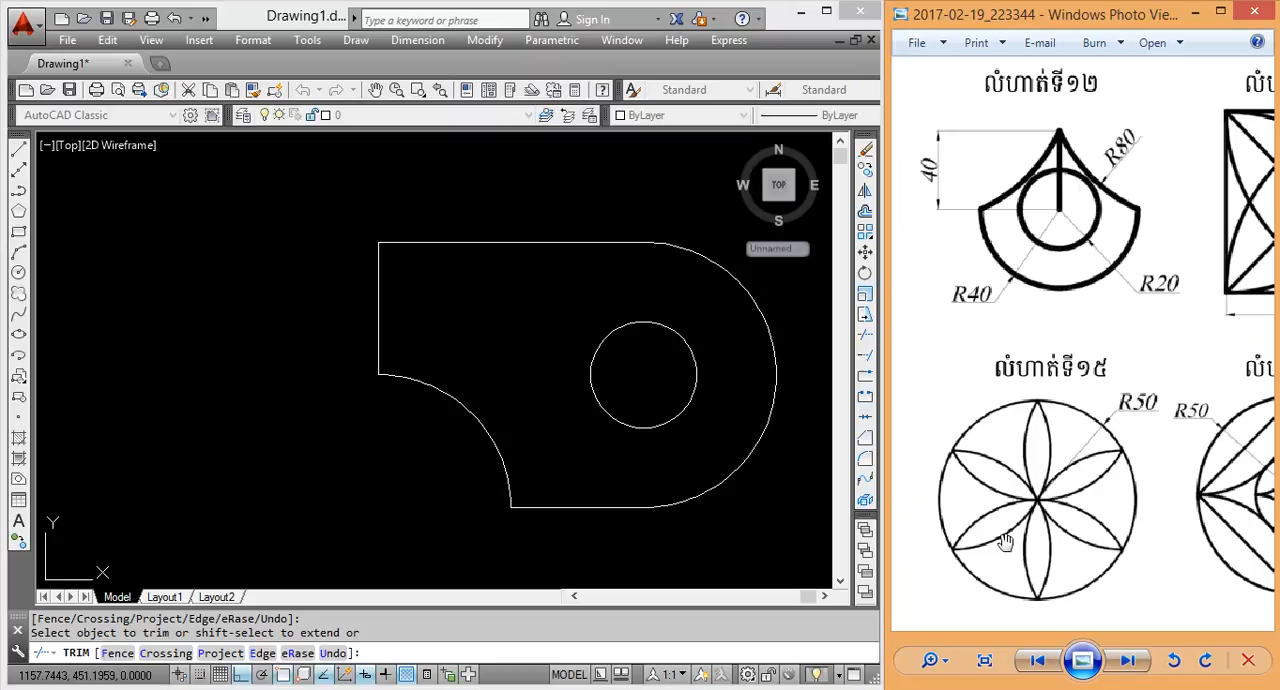 Drawing1.d...
Type a keyword or phrase
Sign In
File Edit View Insert Format Tools Draw Dimension Modify Parametric Window Help Express
Drawing1*
Standard
Standard
AutoCAD Classic
0
ByLayer
ByLayer
[−][Top][2D Wireframe]
N
W TOP E
S
Unnamed
Y
X
Model Layout1 Layout2
[Fence/Crossing/Project/Edge/eRase/Undo]:
Select object to trim or shift-select to extend or
TRIM [Fence Crossing Project Edge eRase Undo]:
1157.7443, 451.1959, 0.0000
MODEL
1:1
2017-02-19_223344 - Windows Photo Vie...
File Print E-mail Burn Open
លំហាត់ទី១២
40
R80
R40
R20
លំហាត់ទី១៥
R50
R50